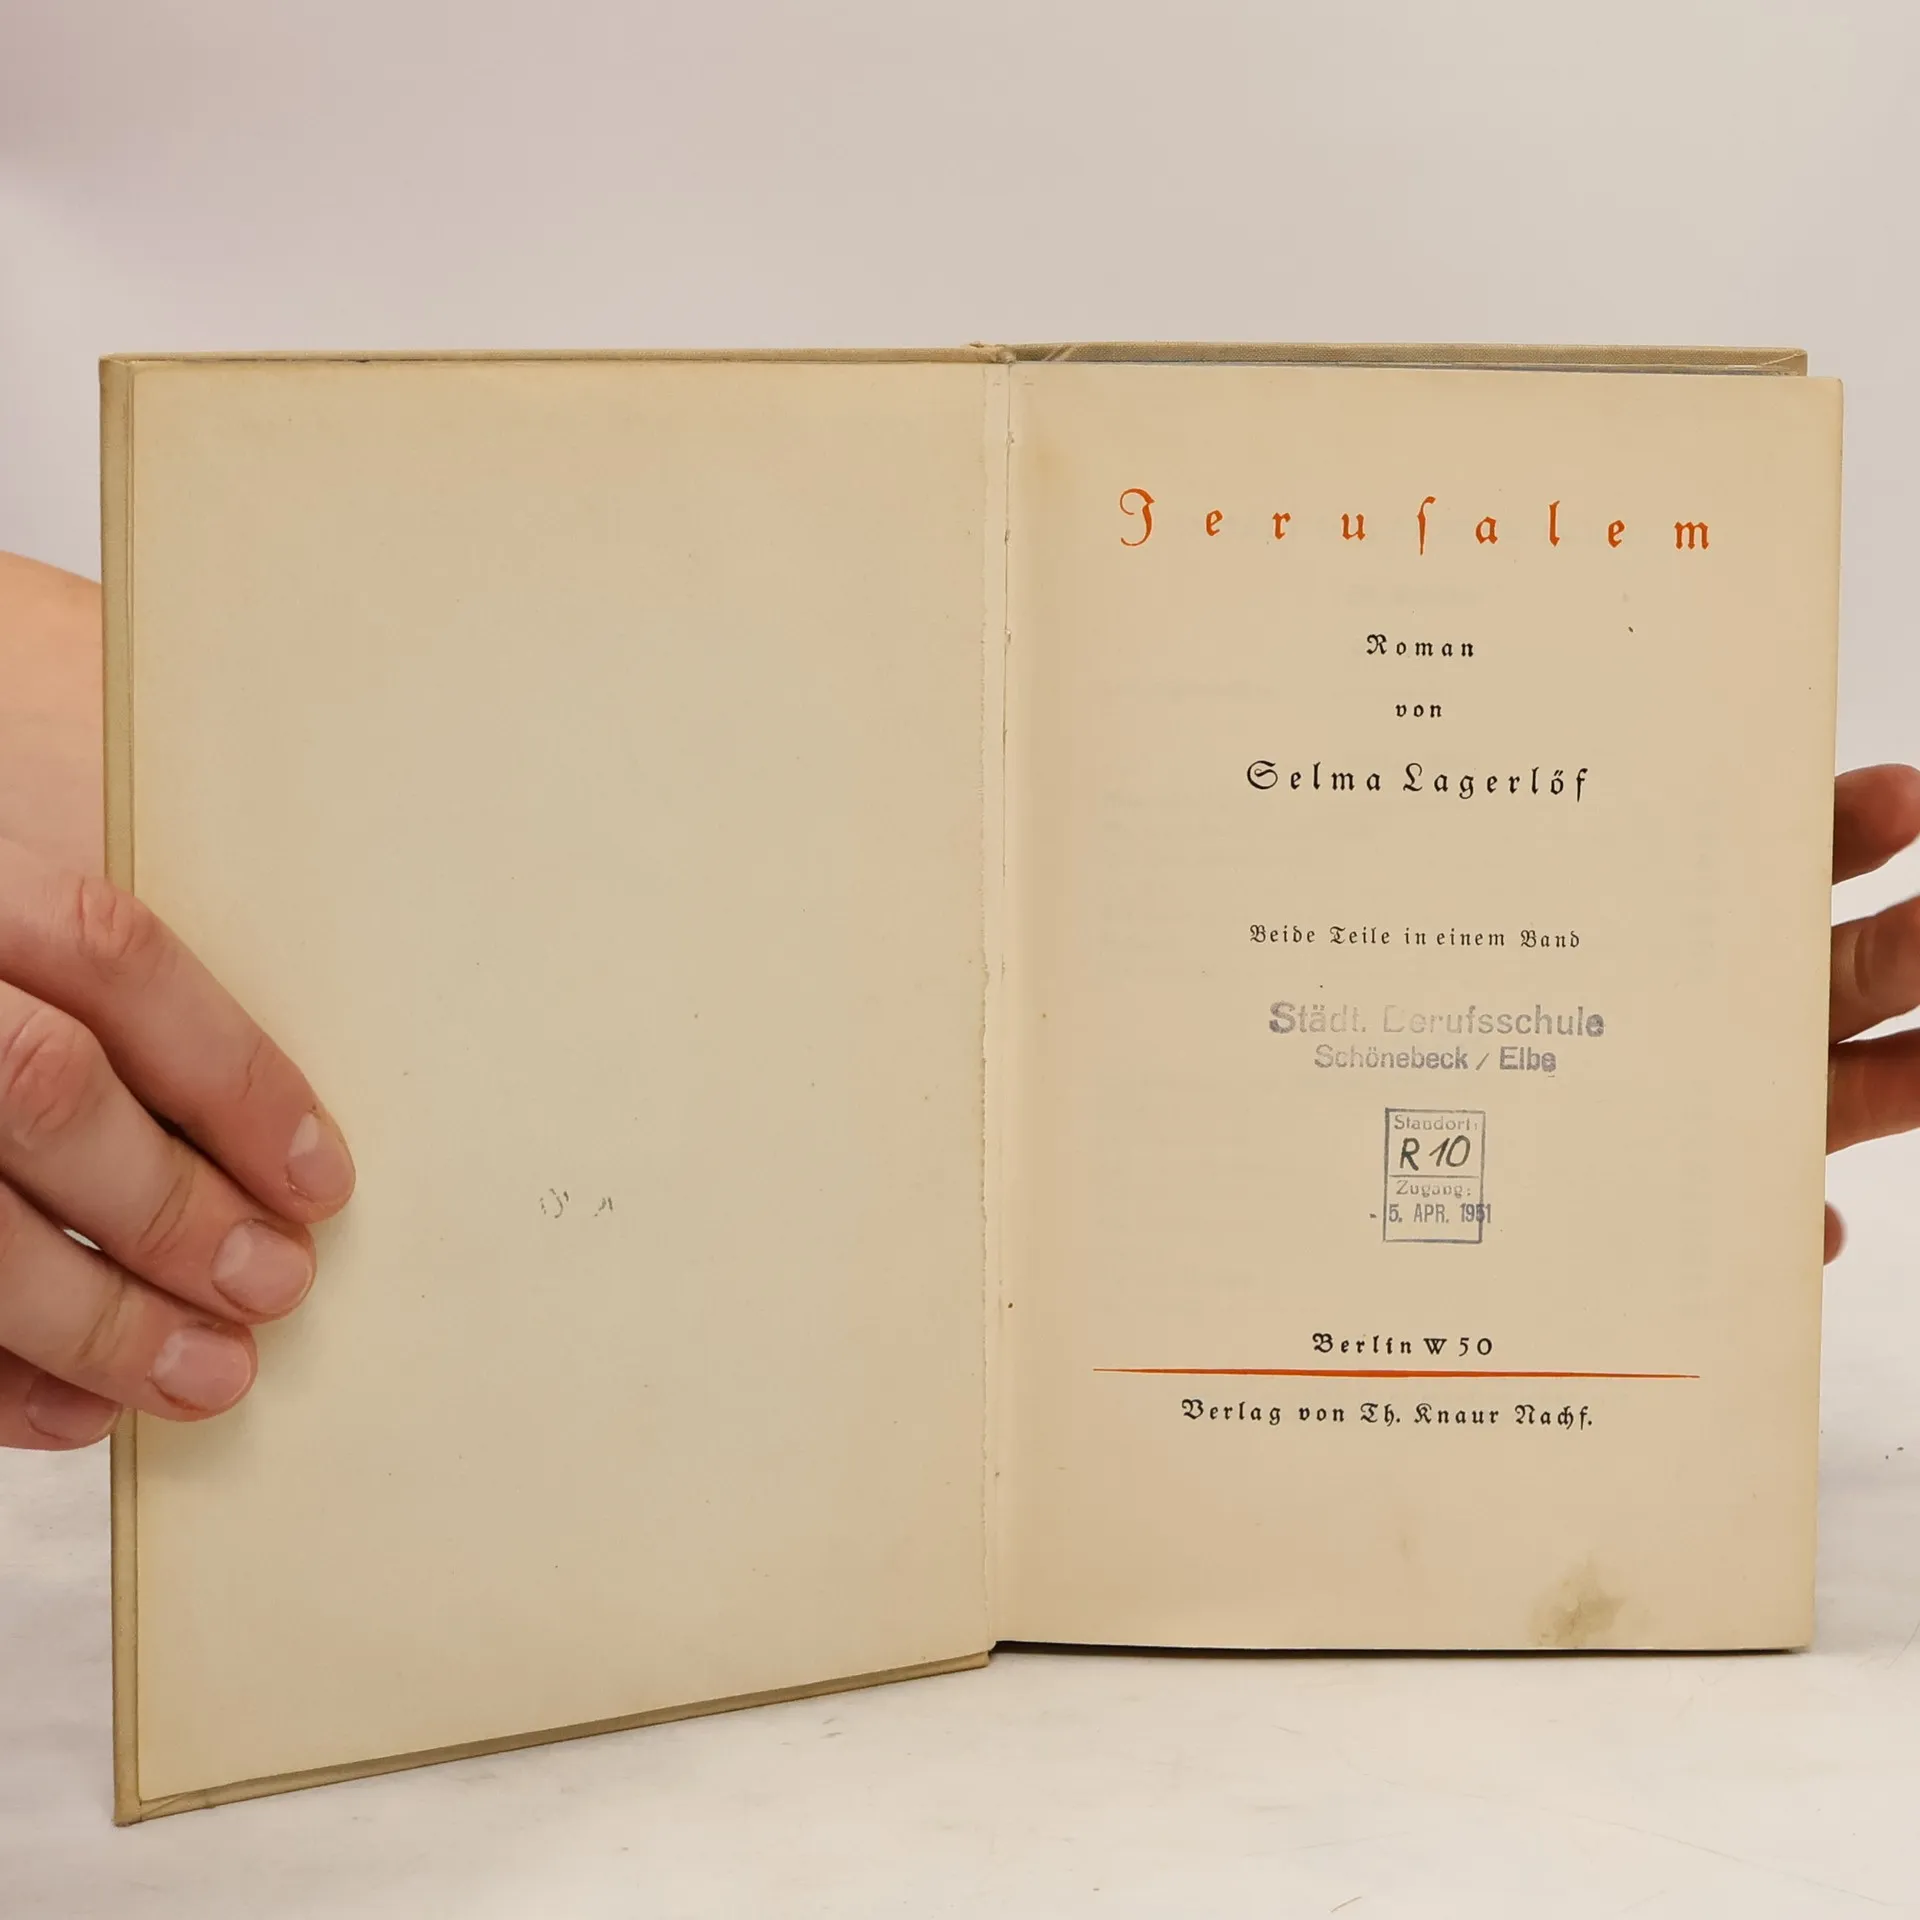 Jeruſalem
Roman
von
Selma Lagerlöf
Beide Teile in einem Band
Städt. Berufsschule
Schönebeck / Elbe
Standort:
R 10
Zugang:
- 5. APR. 1951
Berlin W 50
Verlag von Th. Knaur Nachf.